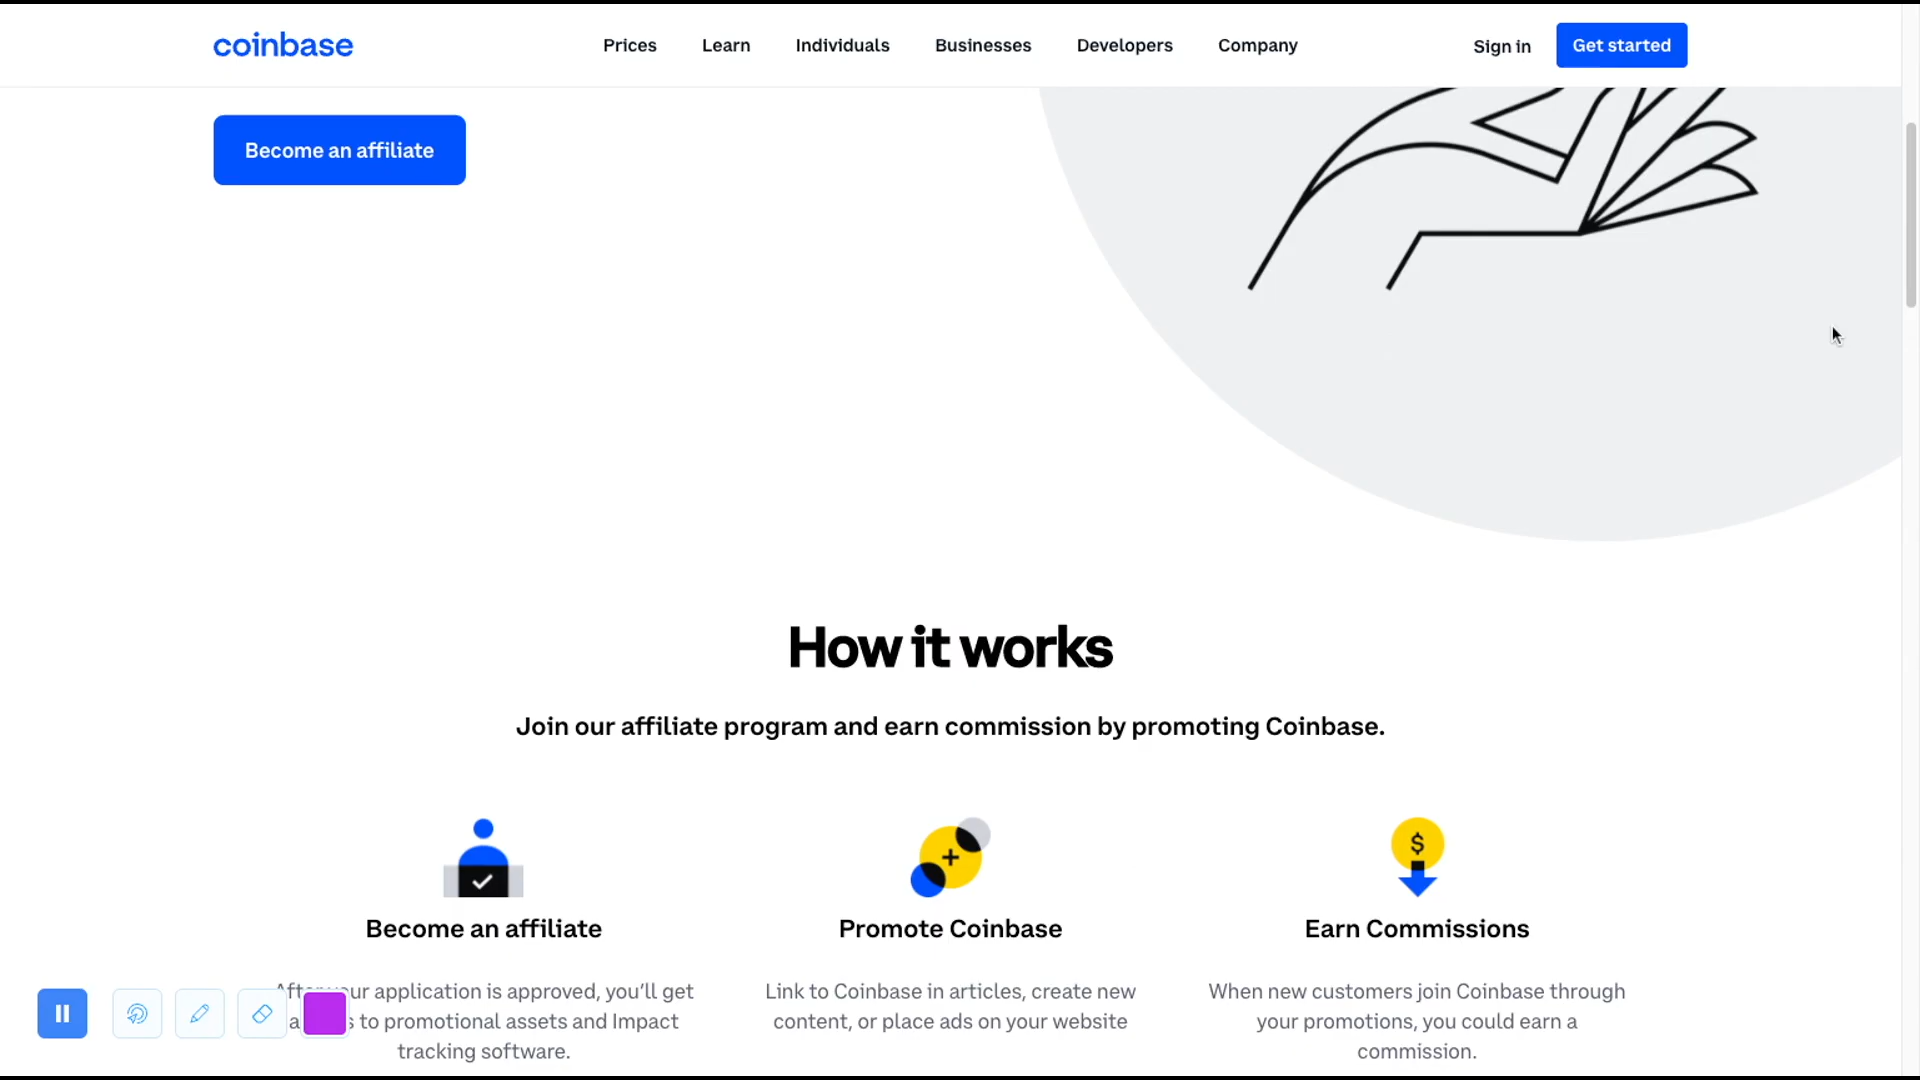 coinbase
Prices
Learn
Individuals
Businesses
Developers
Company
Sign in
Get started
Become an affiliate
How it works
Join our affiliate program and earn commission by promoting Coinbase.
$
Become an affiliate
Promote Coinbase
Earn Commissions
your application is approved, you'll get
to promotional assets and Impact
tracking software.
Link to Coinbase in articles, create new
content, or place ads on your website
When new customers join Coinbase through
your promotions, you could earn a
commission.